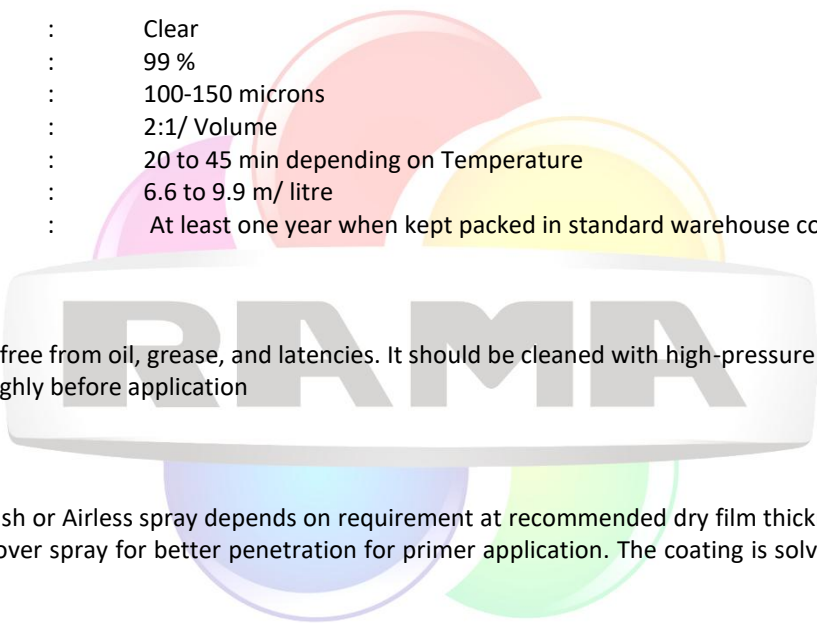 : Clear
: 99 %
: 100-150 microns
: 2:1/ Volume
: 20 to 45 min depending on Temperature
: 6.6 to 9.9 m/ litre
: At least one year when kept packed in standard warehouse co
RAMA
free from oil, grease, and latencies. It should be cleaned with high-pressure
ghly before application
sh or Airless spray depends on requirement at recommended dry film thick
over spray for better penetration for primer application. The coating is solv